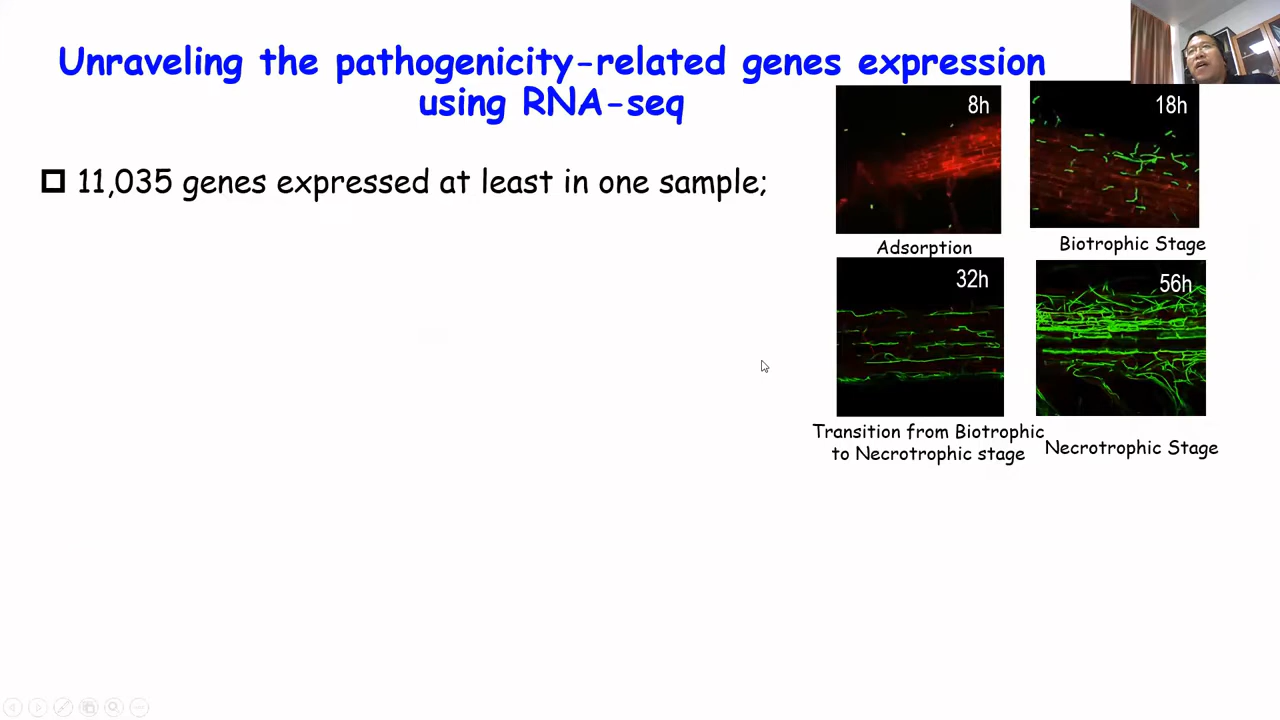 Unraveling the pathogenicity-related genes expression
using RNA-seq
11,035 genes expressed at least in one sample;
8h
18h
Adsorption
Biotrophic Stage
32h
56h
Transition from Biotrophic
to Necrotrophic stage
Necrotrophic Stage